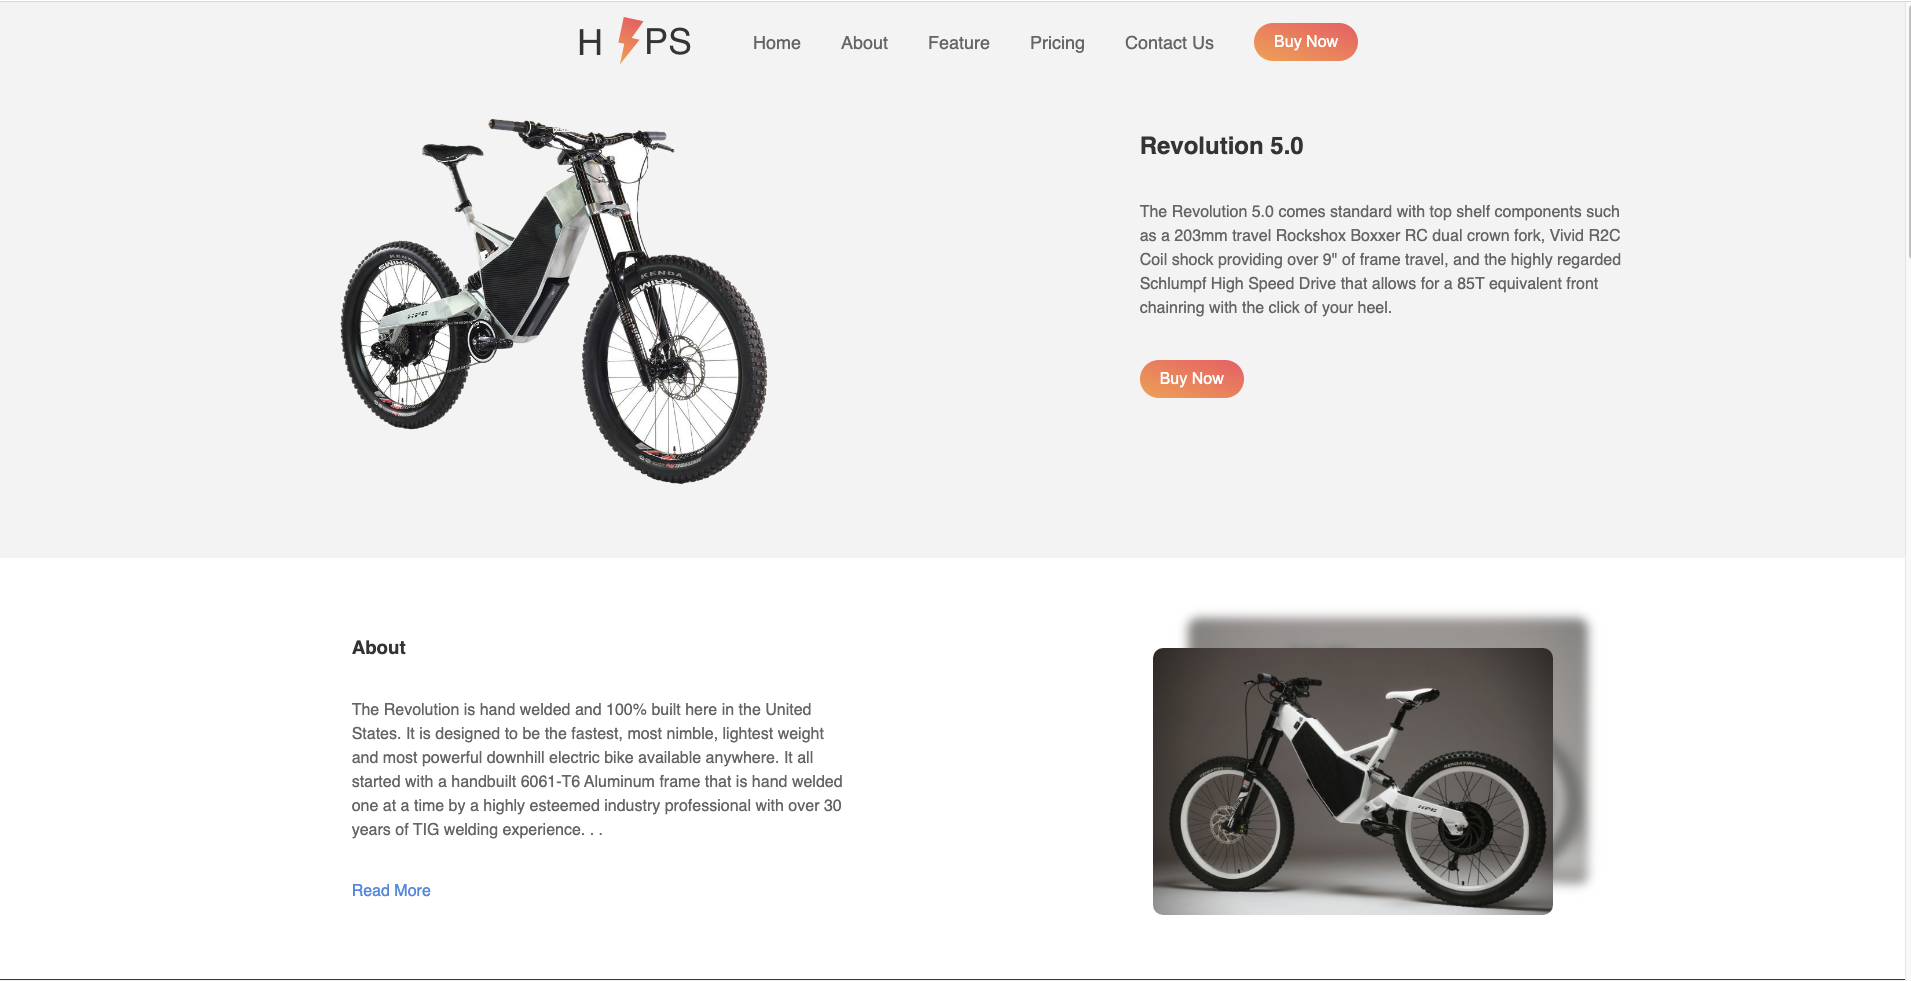 H PS
Home
About
Feature
Pricing
Contact Us
Buy Now
Revolution 5.0
The Revolution 5.0 comes standard with top shelf components such
as a 203mm travel Rockshox Boxxer RC dual crown fork, Vivid R2C
Coil shock providing over 9" of frame travel, and the highly regarded
Schlumpf High Speed Drive that allows for a 85T equivalent front
chainring with the click of your heel.
Buy Now
KENDA
About
The Revolution is hand welded and 100% built here in the United
States. It is designed to be the fastest, most nimble, lightest weight
and most powerful downhill electric bike available anywhere. It all
started with a handbuilt 6061-T6 Aluminum frame that is hand welded
one at a time by a highly esteemed industry professional with over 30
years of TIG welding experience. . .
Read More
HPC